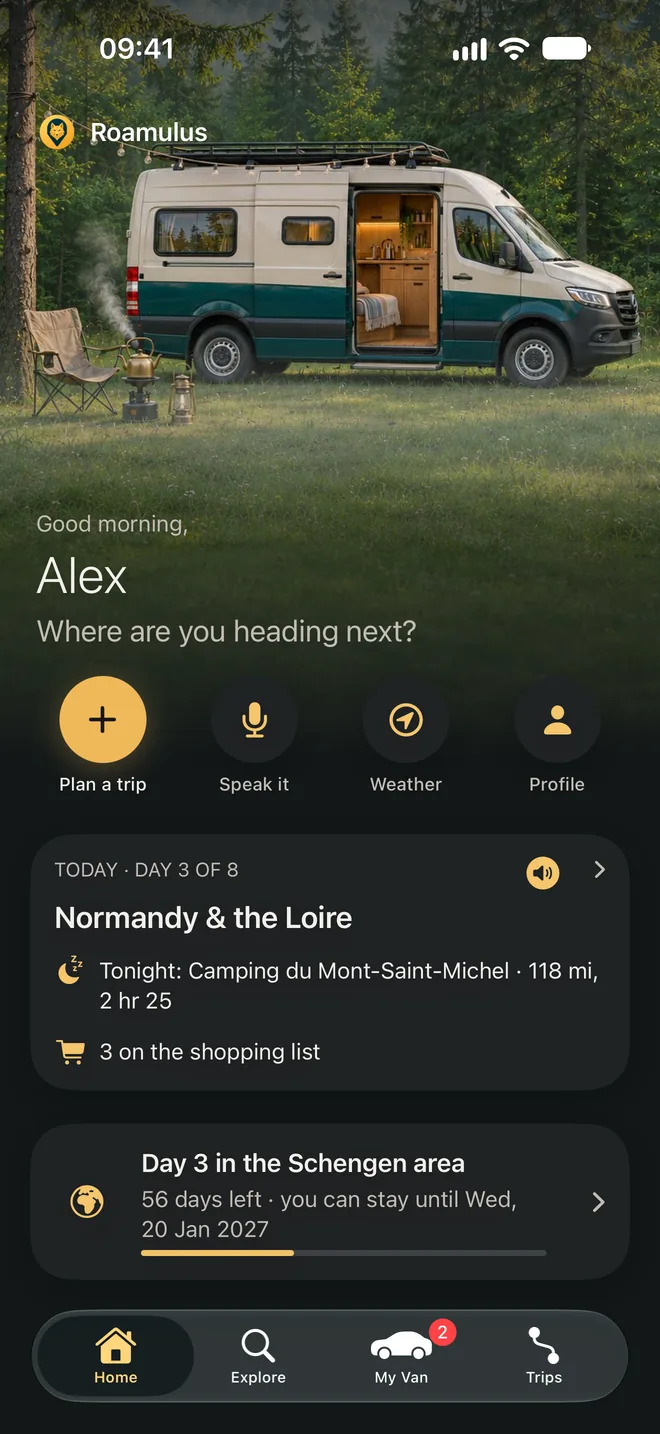 09:41
Roamulus
Good morning,
Alex
Where are you heading next?
Plan a trip
Speak it
Weather
Profile
TODAY · DAY 3 OF 8
Normandy & the Loire
Tonight: Camping du Mont-Saint-Michel · 118 mi,
2 hr 25
3 on the shopping list
Day 3 in the Schengen area
56 days left · you can stay until Wed,
20 Jan 2027
2
Home
Explore
My Van
Trips